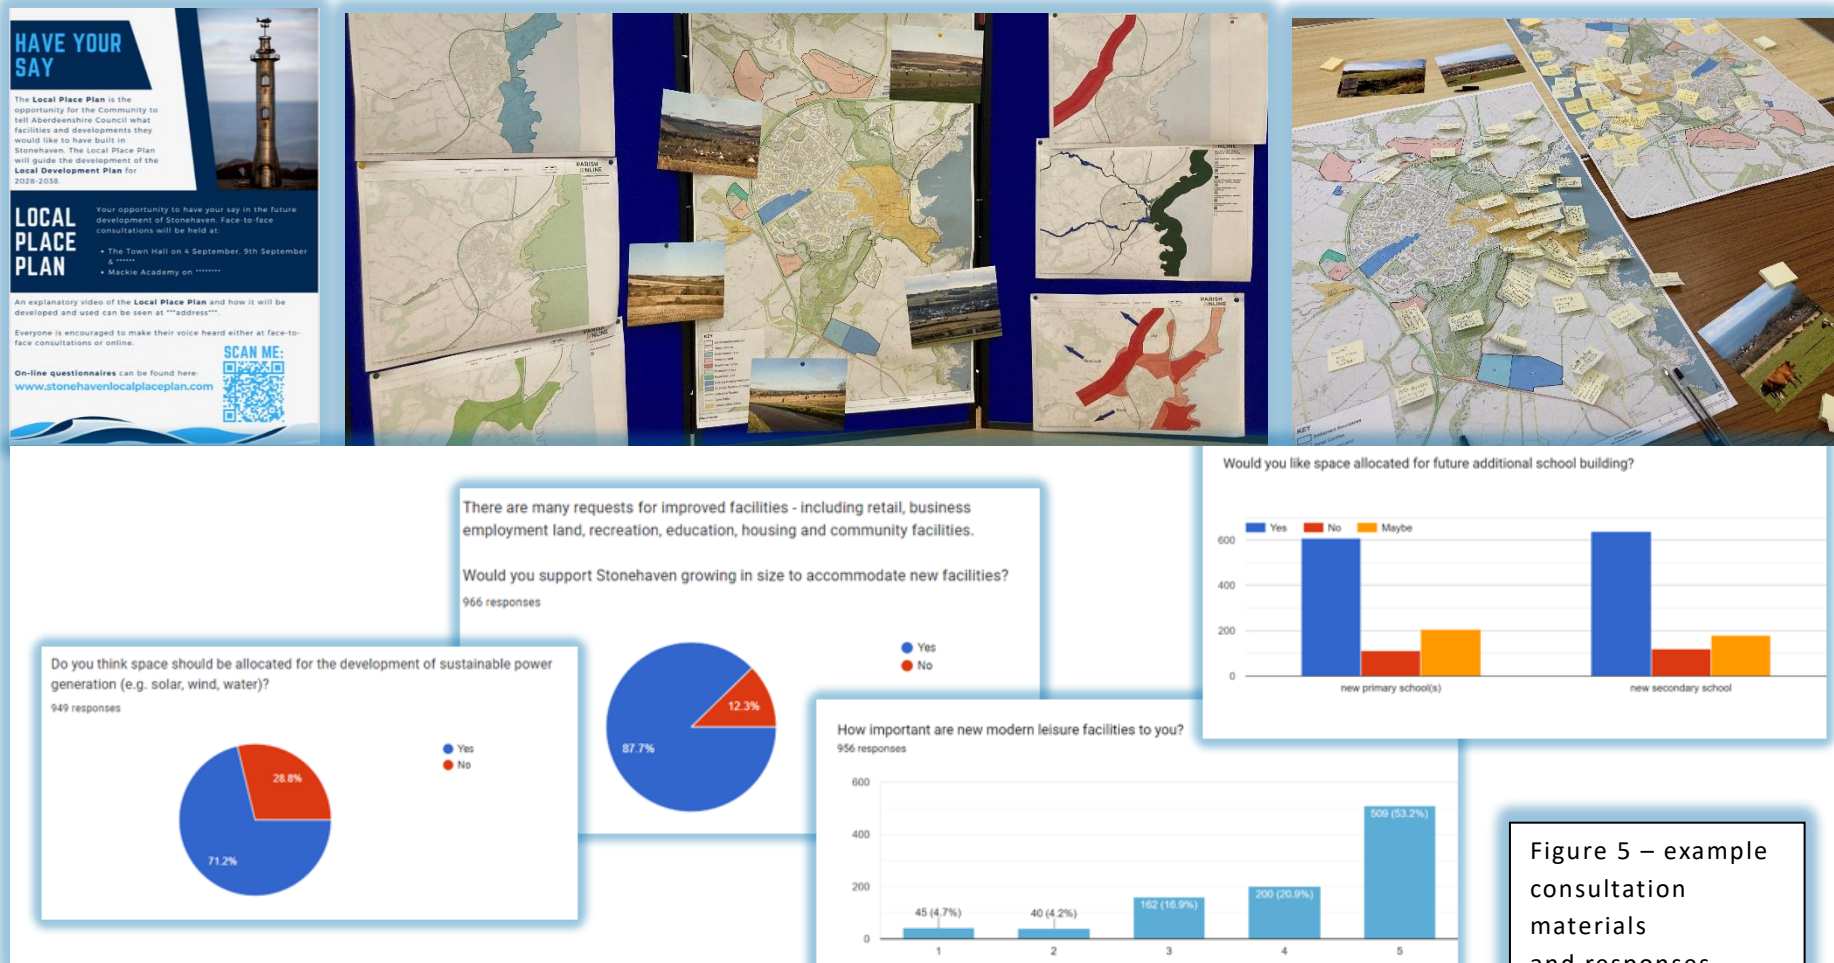 HAVE YOUR
SAY
The Local Place Plan is the
opportunity for the Community to
tell Aberdeenshire Council what
facilities and developments they
would like to have built in
Stonehaven. The Local Place Plan
will guide the development of the
Local Development Plan for
2028-2038.
LOCAL
PLACE
PLAN
Your opportunity to have your say in the future
development of Stonehaven. Face-to-face
consultations will be held at:
• The Town Hall on 4 September, 9th September
& ******
• Mackie Academy on ********
An explanatory video of the Local Place Plan and how it will be
developed and used can be seen at ***address***.
Everyone is encouraged to make their voice heard either at face-to-
face consultations or online.
SCAN ME:
On-line questionnaires can be found here:
www.stonehavenlocalplaceplan.com
PARISH
ONLINE
KEY
PARISH
ONLINE
KEY
Settlement Boundaries
Would you like space allocated for future additional school building?
Yes
No
Maybe
600
400
200
0
new primary school(s)
new secondary school
There are many requests for improved facilities - including retail, business
employment land, recreation, education, housing and community facilities.
Would you support Stonehaven growing in size to accommodate new facilities?
966 responses
Yes
No
12.3%
87.7%
Do you think space should be allocated for the development of sustainable power
generation (e.g. solar, wind, water)?
949 responses
Yes
No
28.8%
71.2%
How important are new modern leisure facilities to you?
956 responses
600
400
200
0
45 (4.7%)
40 (4.2%)
162 (16.9%)
200 (20.9%)
509 (53.2%)
1
2
3
4
5
Figure 5 – example
consultation
materials
and responses